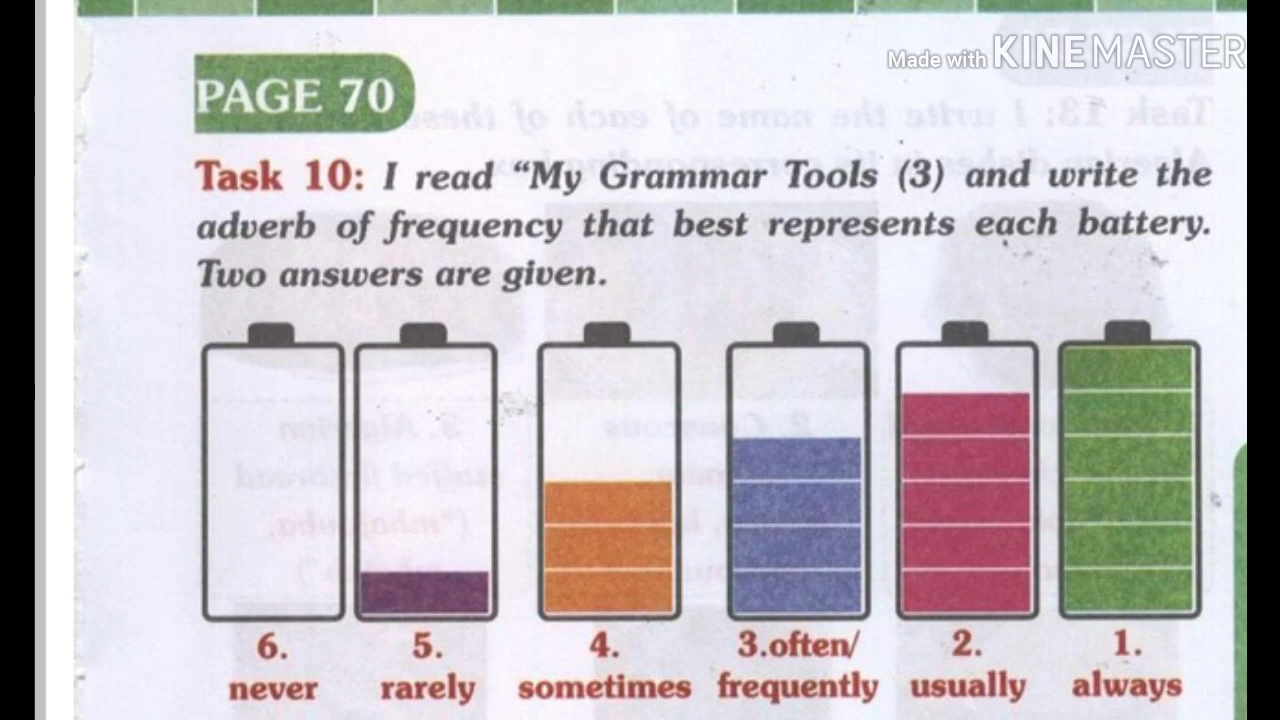 Made with KINEMASTER
PAGE 70
Task 10: I read “My Grammar Tools (3) and write the
adverb of frequency that best represents each battery.
Two answers are given.
6. 5. 4. 3.often/ 2. 1.
never rarely sometimes frequently usually always